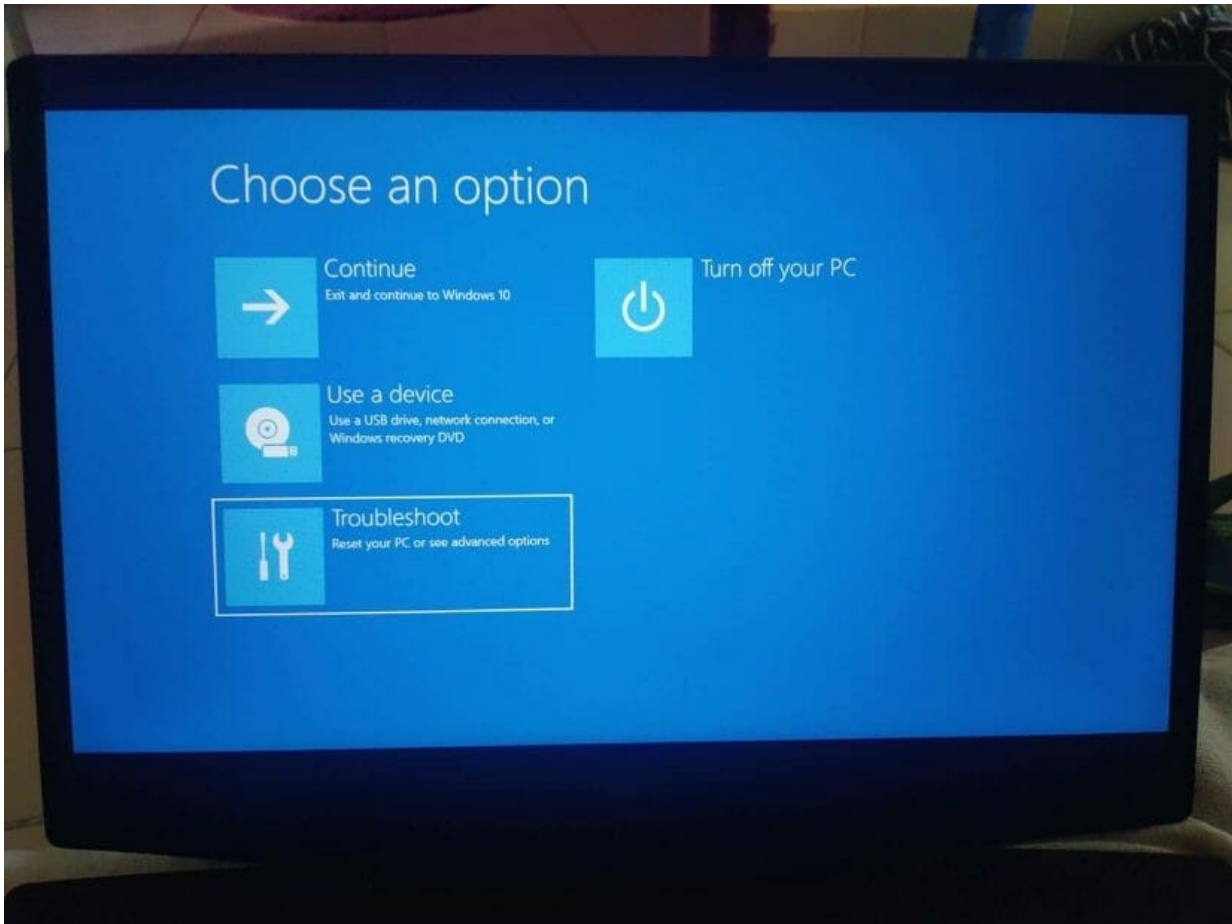 Choose an option
Continue
Exit and continue to Windows 10
Turn off your PC
Use a device
Use a USB drive, network connection, or
Windows recovery DVD
Troubleshoot
Reset your PC or see advanced options